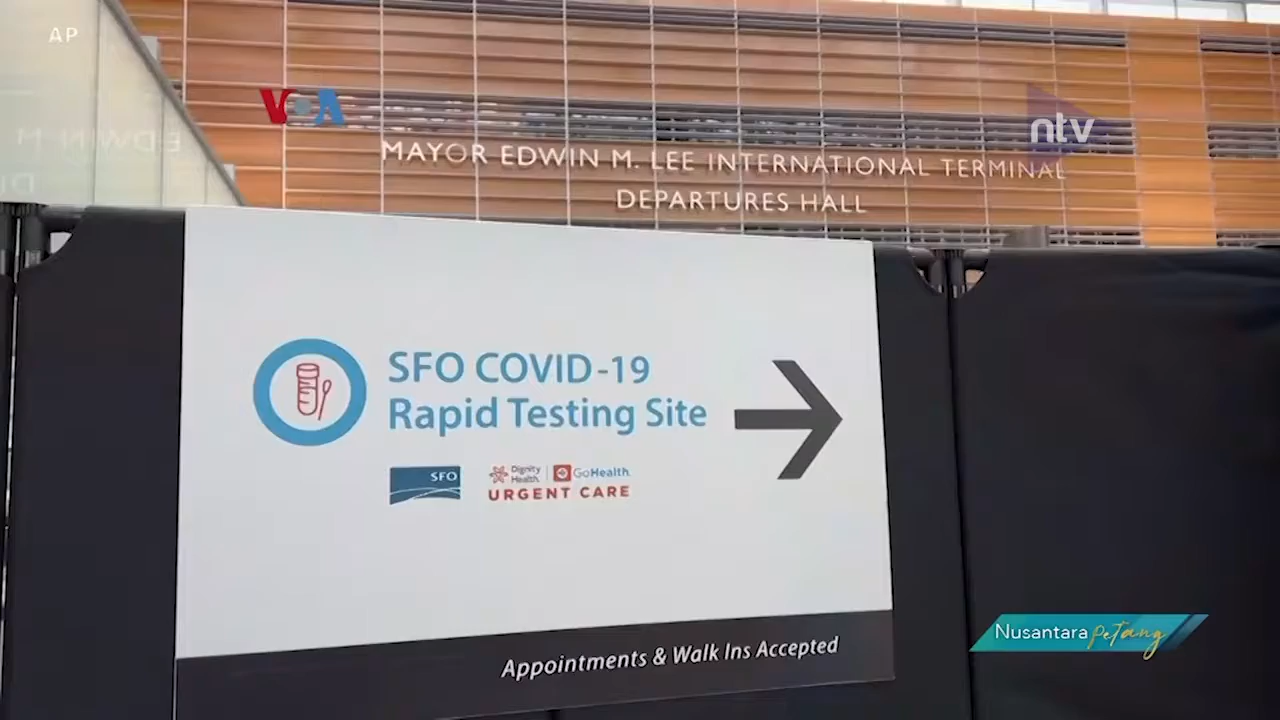 AP
VOA
ntv
MAYOR EDWIN M. LEE INTERNATIONAL TERMINAL
DEPARTURES HALL
SFO COVID-19
Rapid Testing Site
SFO
Dignity Health. GoHealth.
URGENT CARE
Appointments & Walk Ins Accepted
Nusantara Petang